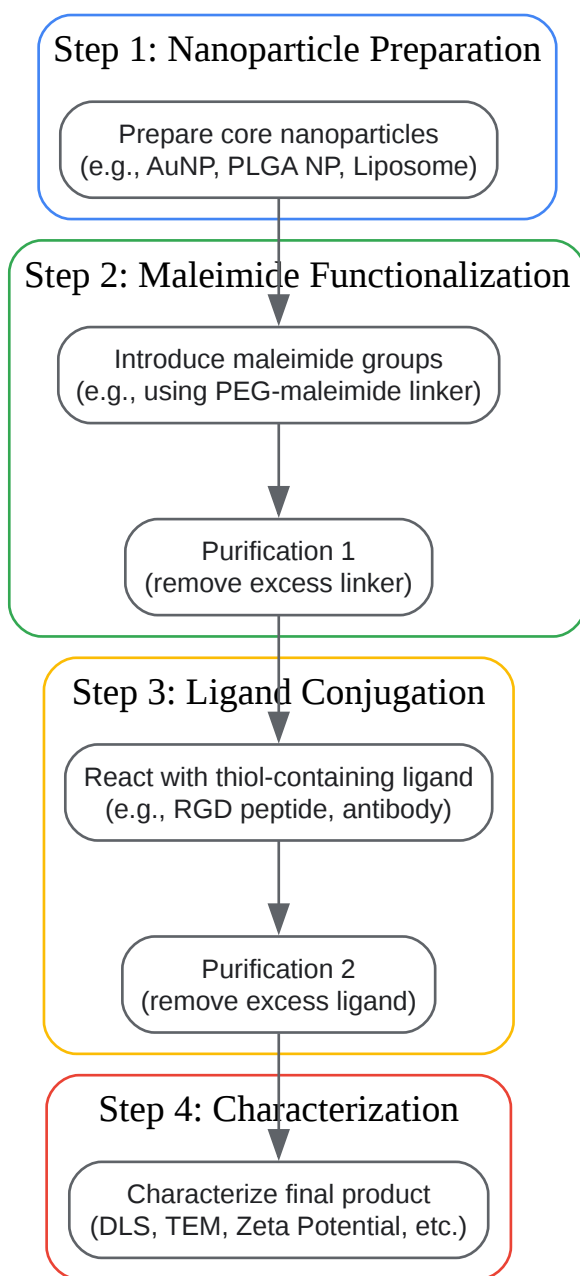 Step 1: Nanoparticle Preparation
Prepare core nanoparticles
(e.g., AuNP, PLGA NP, Liposome)
Step 2: Maleimide Functionalization
Introduce maleimide groups
(e.g., using PEG-maleimide linker)
Purification 1
(remove excess linker)
Step 3: Ligand Conjugation
React with thiol-containing ligand
(e.g., RGD peptide, antibody)
Purification 2
(remove excess ligand)
Step 4: Characterization
Characterize final product
(DLS, TEM, Zeta Potential, etc.)